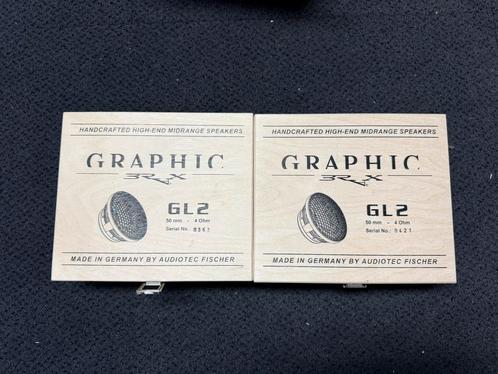 HANDCRAFTED HIGH-END MIDRANGE SPEAKERS
GRAPHIC
BRAX
GL2
50 mm - 4 Ohm
Serial No.: 8361
MADE IN GERMANY BY AUDIOTEC FISCHER
HANDCRAFTED HIGH-END MIDRANGE SPEAKERS
GRAPHIC
BRAX
GL2
50 mm - 4 Ohm
Serial No.: 9421
MADE IN GERMANY BY AUDIOTEC FISCHER